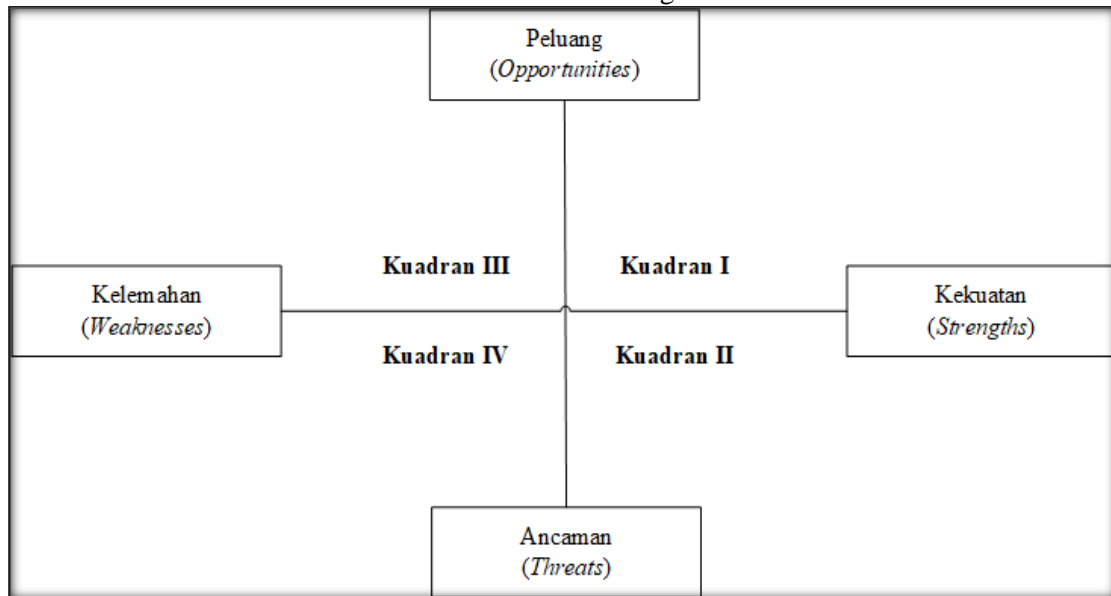 Peluang
(Opportunities)
Kuadran III
Kuadran I
Kelemahan
(Weaknesses)
Kekuatan
(Strengths)
Kuadran IV
Kuadran II
Ancaman
(Threats)